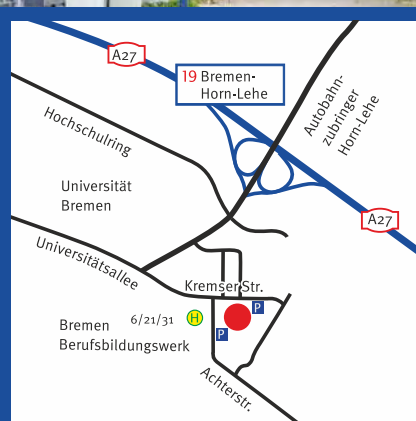 A27
19 Bremen-
Horn-Lehe
Autobahn-
zubringer
Horn-Lehe
Hochschulring
Universität
Bremen
A27
Universitätsallee
Kremser Str.
P
6/21/31 H
Bremen
Berufsbildungswerk
P
Achterstr.